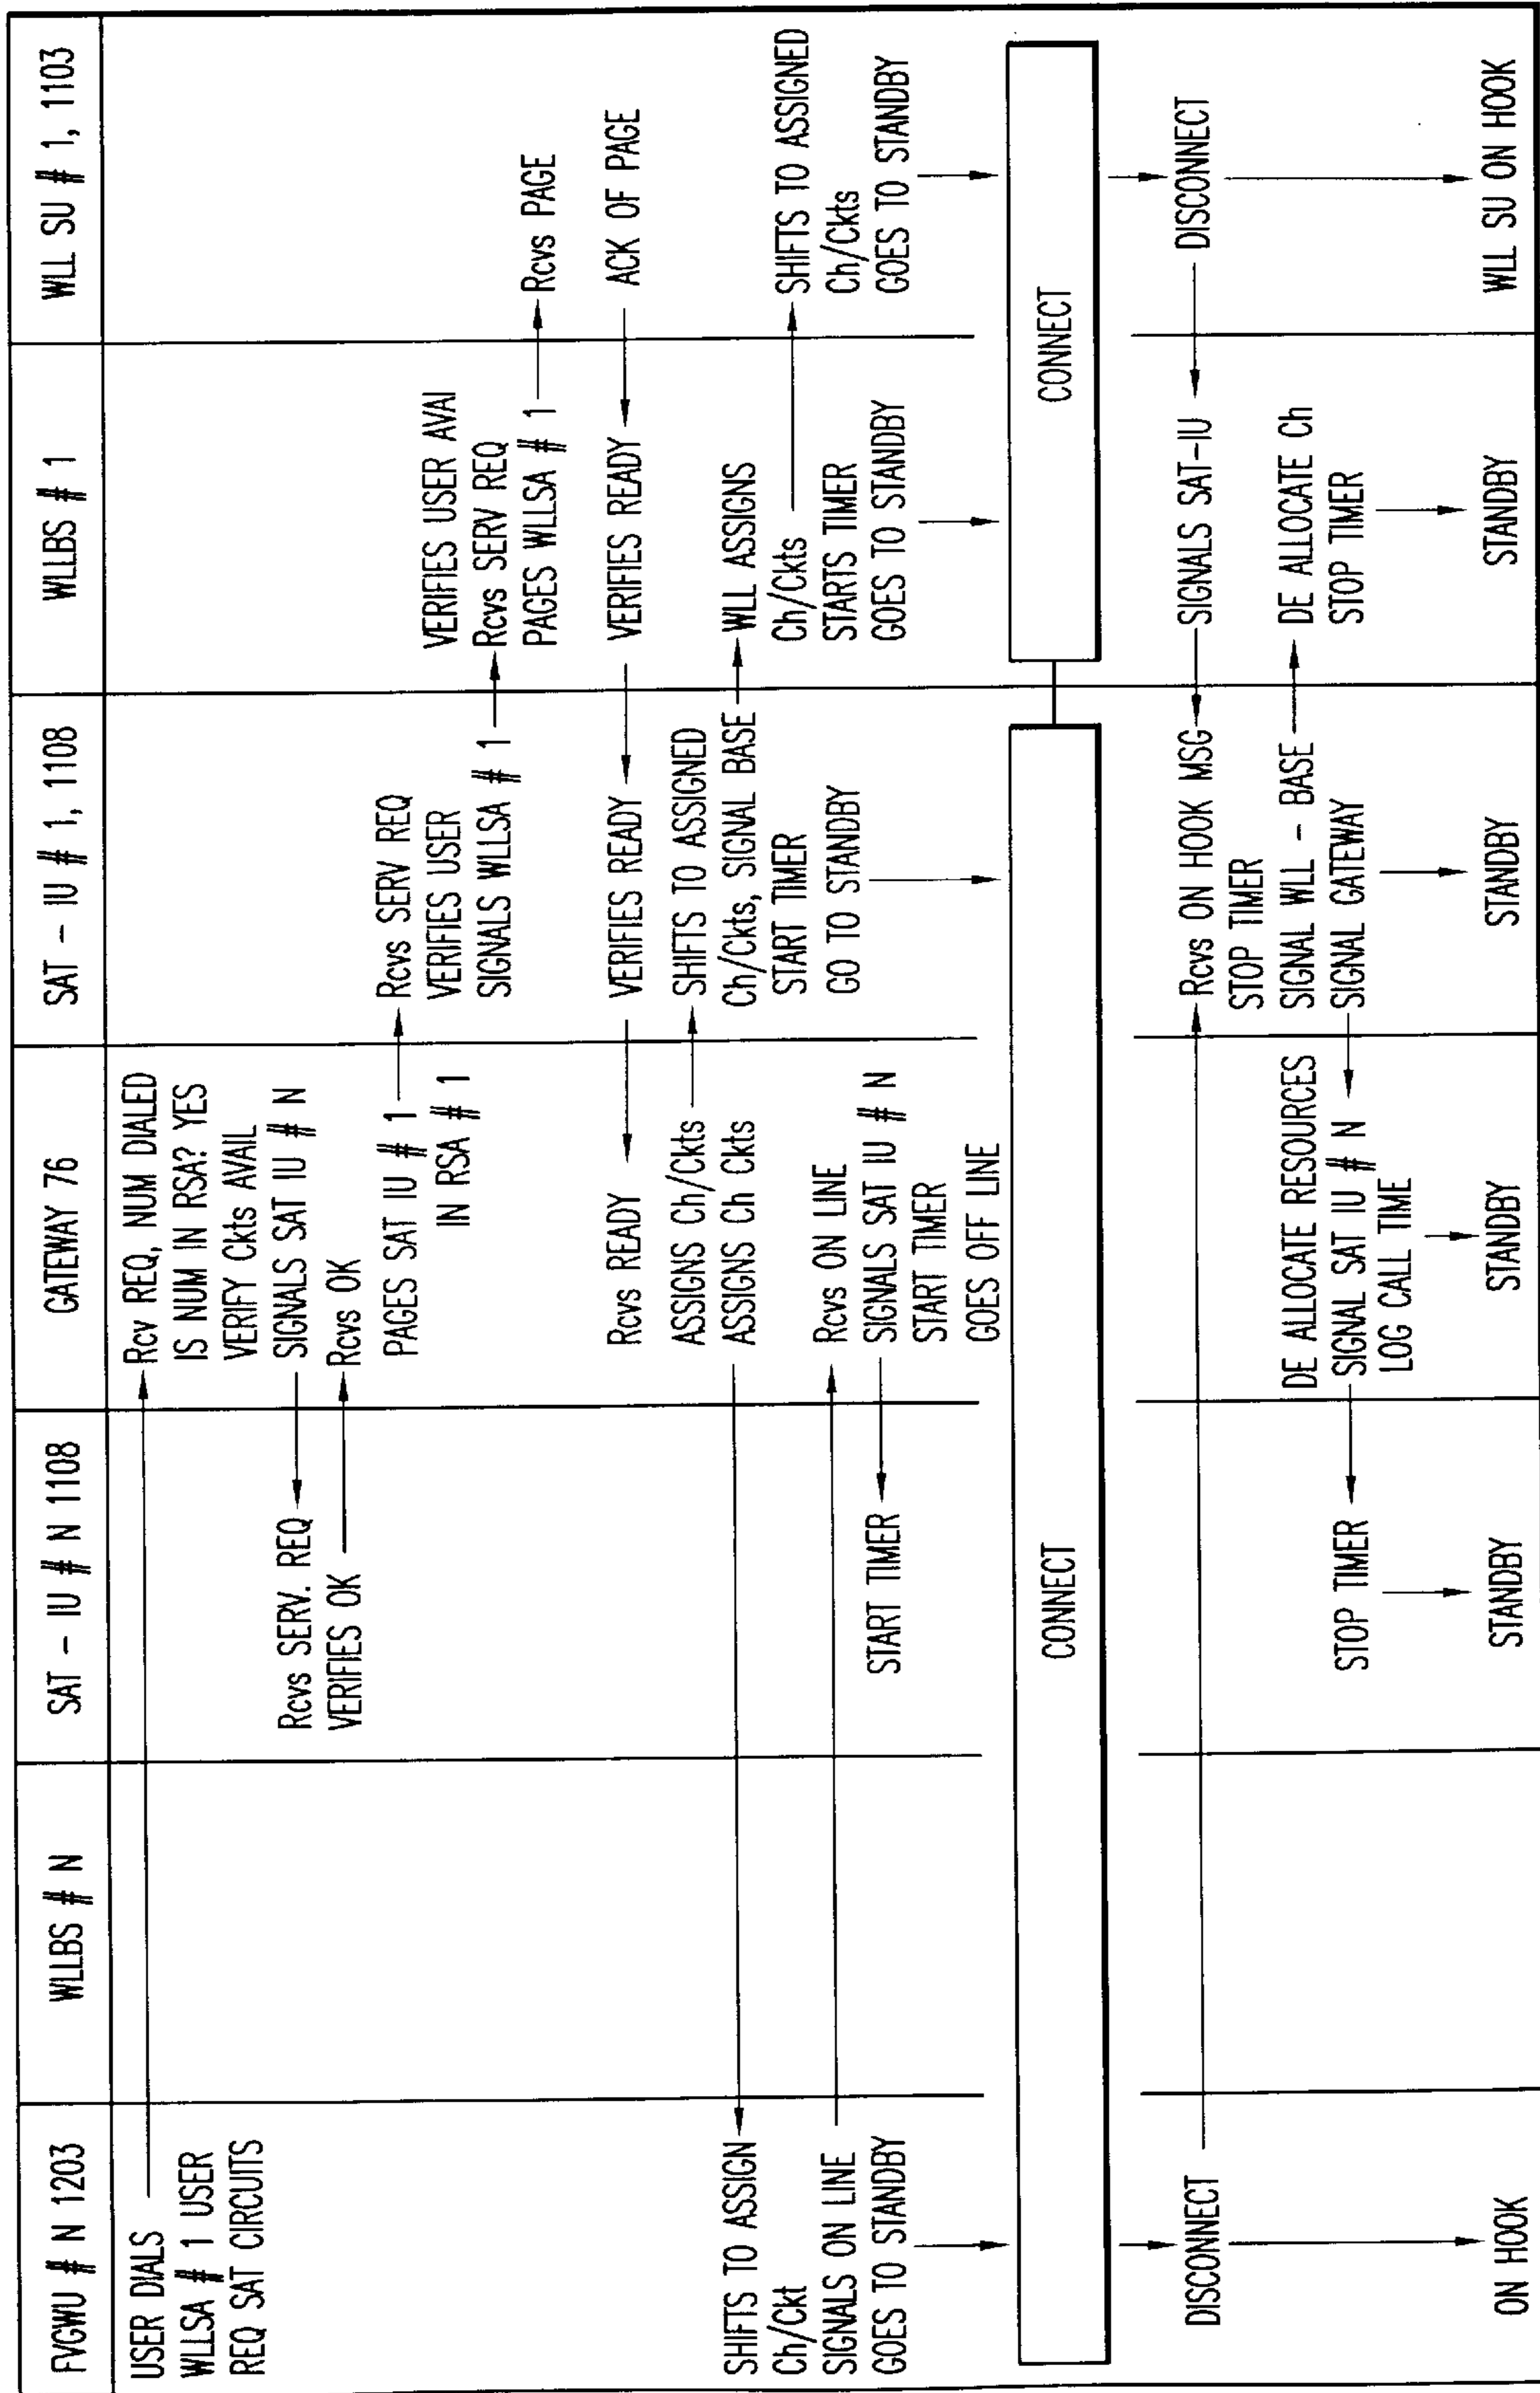 FVGWU # N 1203
WLLBS # N
SAT - IU # N 1108
GATEWAY 76
SAT - IU # 1, 1108
WLLBS # 1
WLL SU # 1, 1103
USER DIALS
WLLSA # 1 USER
REQ SAT CIRCUITS
Rcv REQ, NUM DIALED
IS NUM IN RSA? YES
VERIFY Ckts AVAIL
SIGNALS SAT IU # N
Rcvs SERV. REQ
VERIFIES OK
Rcvs OK
PAGES SAT IU # 1
IN RSA # 1
Rcvs SERV REQ
VERIFIES USER
SIGNALS WLLSA # 1
VERIFIES USER AVAI
Rcvs SERV REQ
PAGES WLLSA # 1
Rcvs PAGE
ACK OF PAGE
VERIFIES READY
VERIFIES READY
Rcvs READY
ASSIGNS Ch/Ckts
ASSIGNS Ch Ckts
SHIFTS TO ASSIGNED
Ch/Ckts, SIGNAL BASE
START TIMER
GO TO STANDBY
WLL ASSIGNS
Ch/Ckts
STARTS TIMER
GOES TO STANDBY
SHIFTS TO ASSIGNED
Ch/Ckts
GOES TO STANDBY
SHIFTS TO ASSIGN
Ch/Ckt
SIGNALS ON LINE
GOES TO STANDBY
Rcvs ON LINE
SIGNALS SAT IU # N
START TIMER
GOES OFF LINE
START TIMER
CONNECT
CONNECT
DISCONNECT
DISCONNECT
SIGNALS SAT-IU
Rcvs ON HOOK MSG
STOP TIMER
SIGNAL WLL - BASE
SIGNAL GATEWAY
DE ALLOCATE Ch
STOP TIMER
DE ALLOCATE RESOURCES
SIGNAL SAT IU # N
LOG CALL TIME
STOP TIMER
ON HOOK
STANDBY
STANDBY
STANDBY
STANDBY
WLL SU ON HOOK